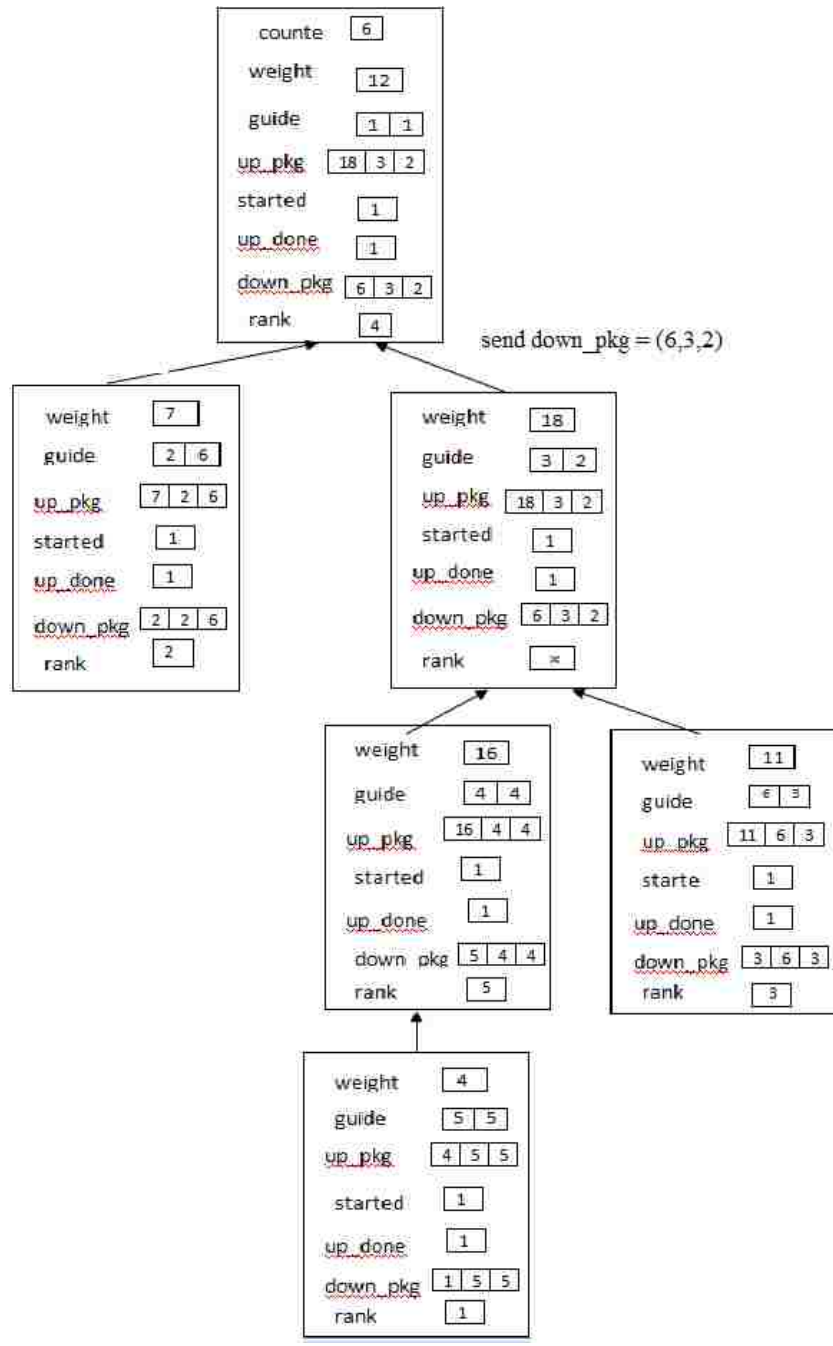 counte 6
weight 12
guide 1 1
up_pkg 18 3 2
started 1
up_done 1
down_pkg 6 3 2
rank 4
send down_pkg = (6,3,2)
weight 7
guide 2 6
up_pkg 7 2 6
started 1
up_done 1
down_pkg 2 2 6
rank 2
weight 18
guide 3 2
up_pkg 18 3 2
started 1
up_done 1
down_pkg 6 3 2
rank ×
weight 16
guide 4 4
up_pkg 16 4 4
started 1
up_done 1
down pkg 5 4 4
rank 5
weight 11
guide 6 3
up pkg 11 6 3
starte 1
up_done 1
down_pkg 3 6 3
rank 3
weight 4
guide 5 5
up_pkg 4 5 5
started 1
up_done 1
down_pkg 1 5 5
rank 1